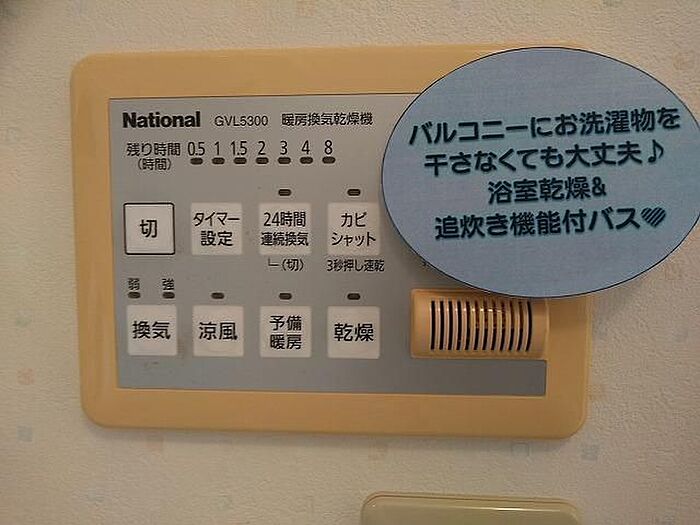 National GVL5300 暖房換気乾燥機
残り時間 0.5 1 1.5 2 3 4 8
(時間)
切
タイマー
設定
24時間
連続換気
カビ
シャット
└(切)
3秒押し速乾
弱 強
換気
涼風
予備
暖房
乾燥
バルコニーにお洗濯物を
干さなくても大丈夫♪
浴室乾燥&
追炊き機能付バス♥